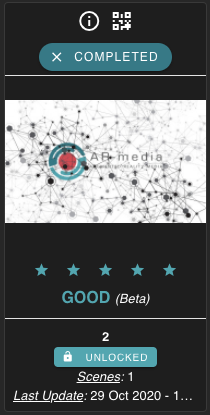 COMPLETED
AR-media
GOOD (Beta)
2
UNLOCKED
Scenes: 1
Last Update: 29 Oct 2020 - 1...